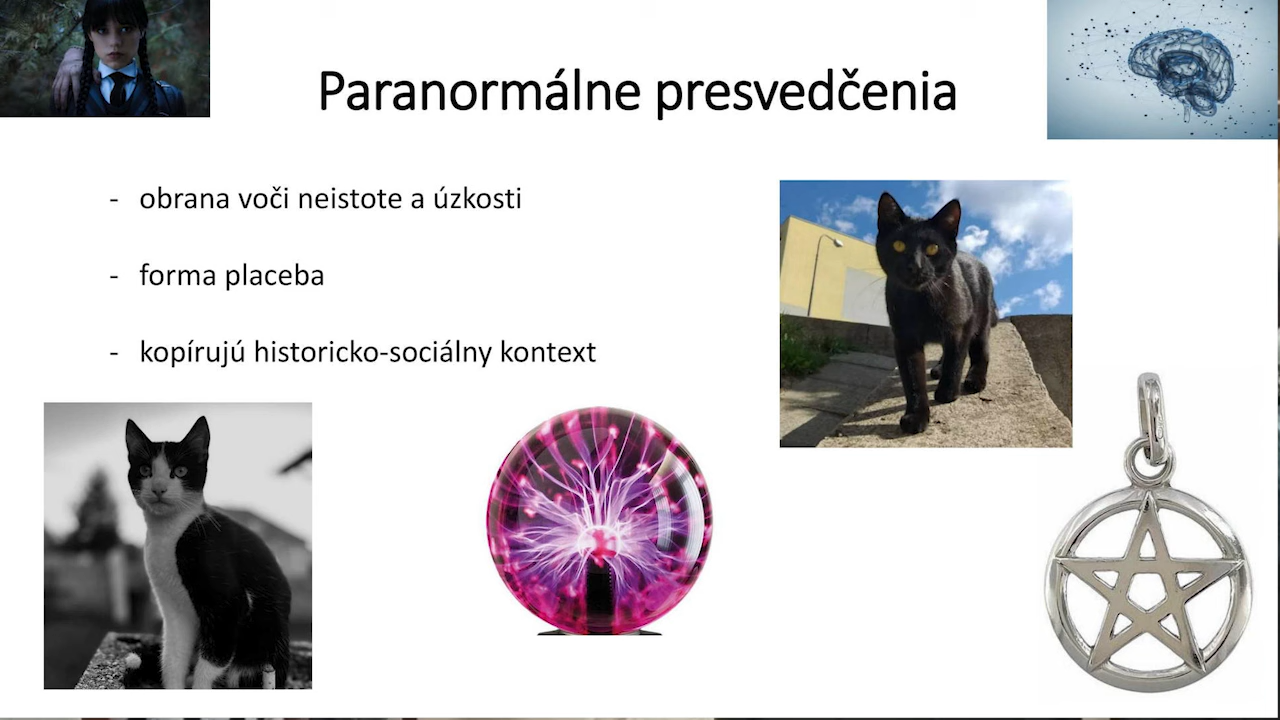 Paranormálne presvedčenia
- obrana voči neistote a úzkosti
- forma placeba
- kopírujú historicko-sociálny kontext